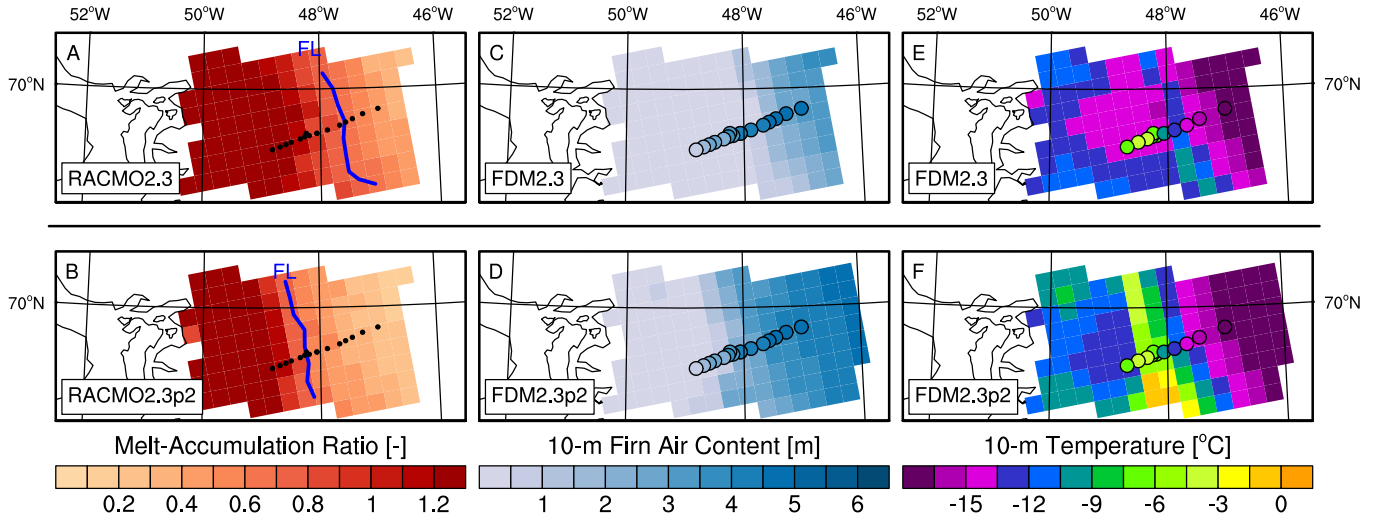 52°W 50°W 48°W 46°W 50°W 48°W 46°W 52°W 50°W 48°W 46°W
A FL C E
70°N 70°N
RACMO2.3 FDM2.3 FDM2.3
B FL D F
70°N 70°N
RACMO2.3p2 FDM2.3p2 FDM2.3p2
Melt-Accumulation Ratio [-] 10-m Firn Air Content [m] 10-m Temperature [°C]
0.2 0.4 0.6 0.8 1 1.2 1 2 3 4 5 6 -15 -12 -9 -6 -3 0